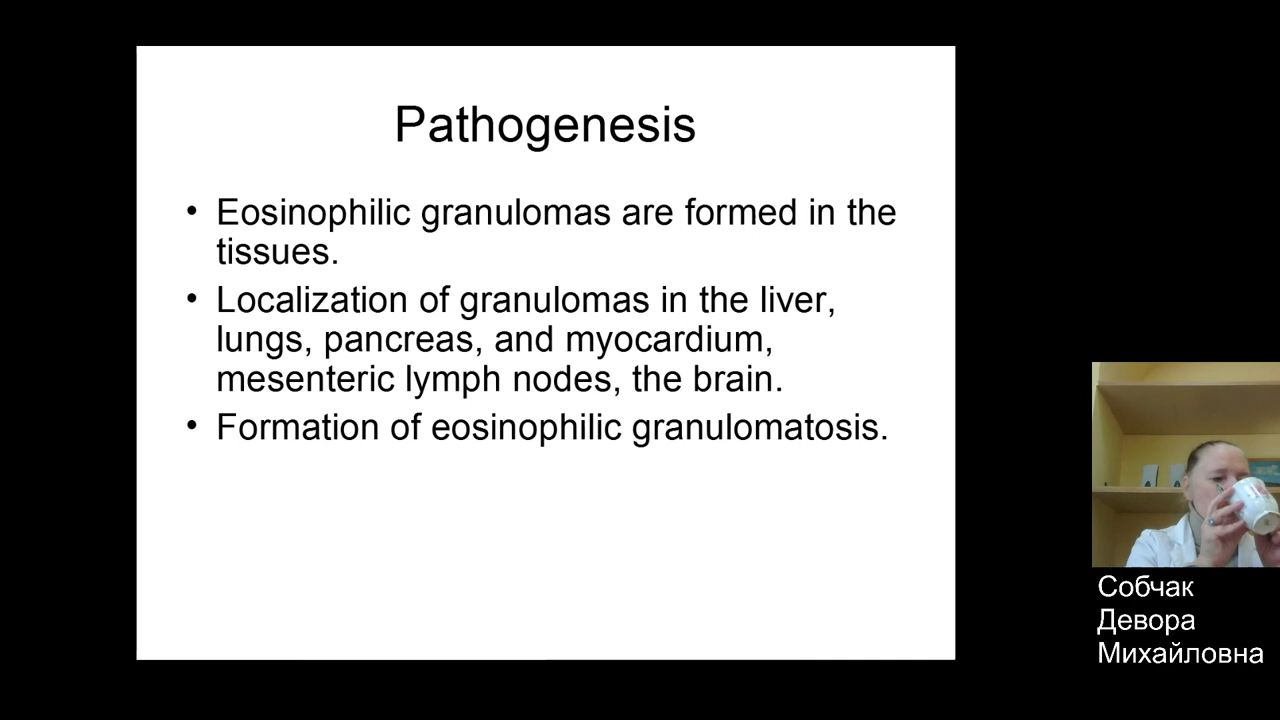 Pathogenesis
• Eosinophilic granulomas are formed in the
tissues.
• Localization of granulomas in the liver,
lungs, pancreas, and myocardium,
mesenteric lymph nodes, the brain.
• Formation of eosinophilic granulomatosis.
Собчак
Девора
Михайловна